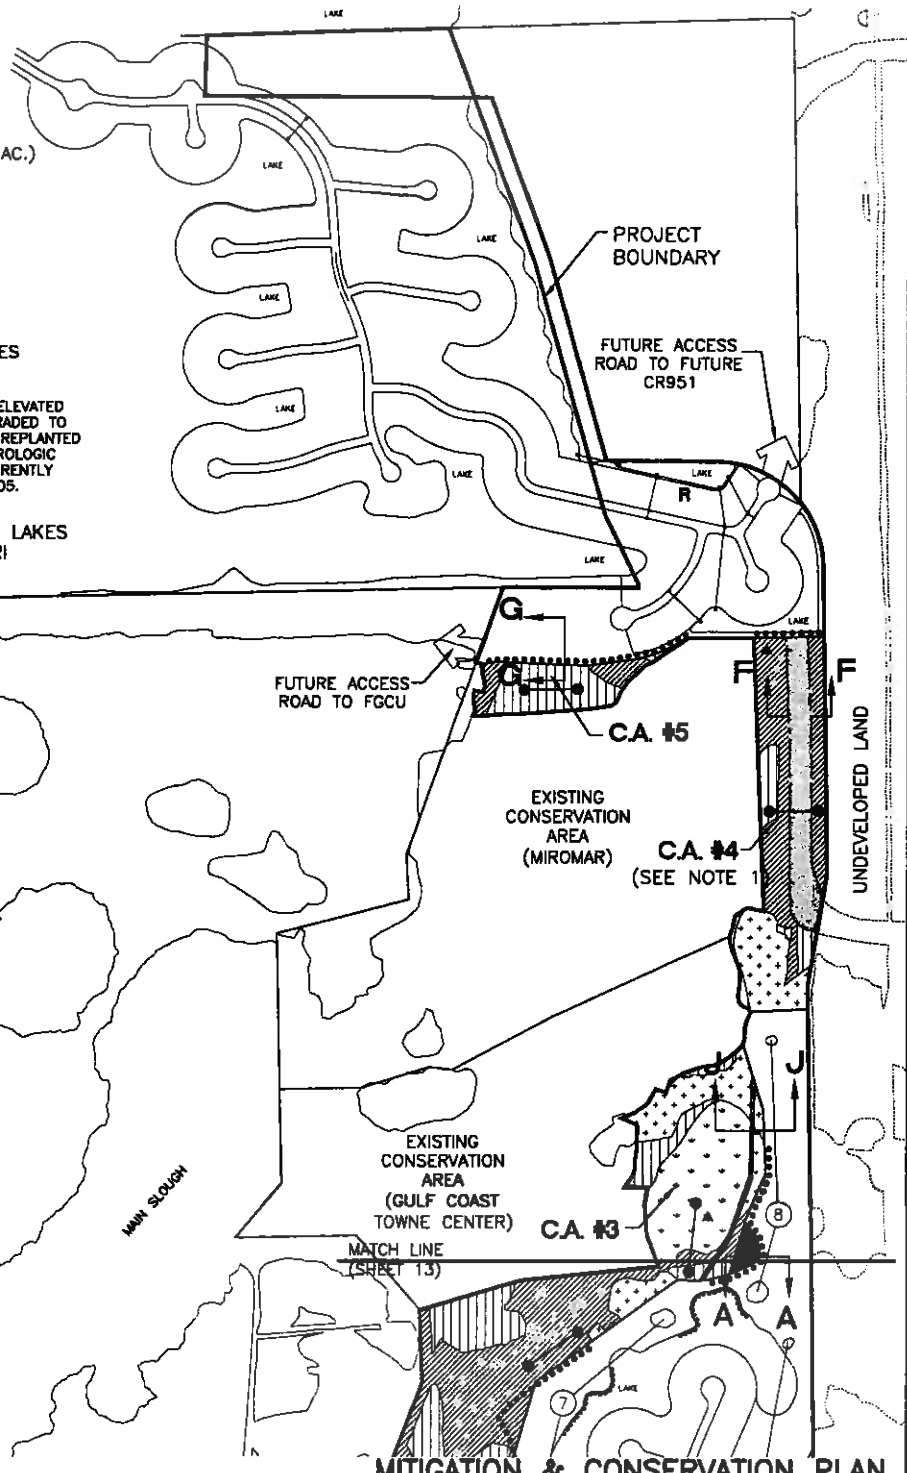 LAKE
AC.)
LAKE
PROJECT
BOUNDARY
LAKE
LAKE
FUTURE ACCESS
ROAD TO FUTURE
CR951
ES
ELEVATED
RADED TO
REPLANTED
ROLOGIC
RENTLY
05.
LAKE
LAKE
LAKE
R
LAKES
RI
LAKE
G
LAKE
FUTURE ACCESS
ROAD TO FGCU
G
F
F
C.A. #5
UNDEVELOPED LAND
EXISTING
CONSERVATION
AREA
(MIROMAR)
C.A. #4
(SEE NOTE 1
J
J
EXISTING
CONSERVATION
AREA
(GULF COAST
TOWNE CENTER)
MAIN SLOUGH
C.A. #3
8
MATCH LINE
(SHEET 13)
A
A
LAKE
7
MITIGATION & CONSERVATION PLAN